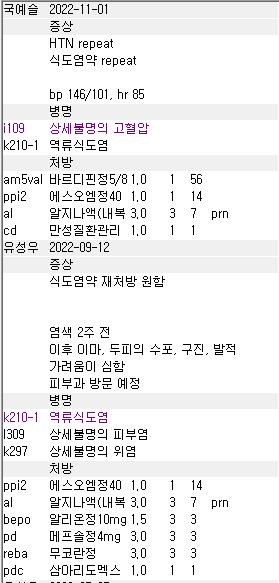 국예슬 2022-11-01
증상
HTN repeat
식도염약 repeat
bp 146/101, hr 85
병명
i109 상세불명의 고혈압
k210-1 역류식도염
처방
am5val 바르디핀정5/8 1.0 1 56
ppi2 에스오엠정40 1.0 1 14
al 알지나액(내복 3.0 3 7 prn
cd 만성질환관리 1.0 1 1
유성우 2022-09-12
증상
식도염약 재처방 원함
염색 2주 전
이후 이마, 두피의 수포, 구진, 발적
가려움이 심함
피부과 방문 예정
병명
k210-1 역류식도염
l309 상세불명의 피부염
k297 상세불명의 위염
처방
ppi2 에스오엠정40 1.0 1 14
al 알지나액(내복 3.0 3 7 prn
bepo 알리온정10mg 1.5 3 3
pd 메프솔정4mg 3.0 3 3
reba 무코란정 3.0 3 3
pdc 삼아리도멕스 1.0 1 1